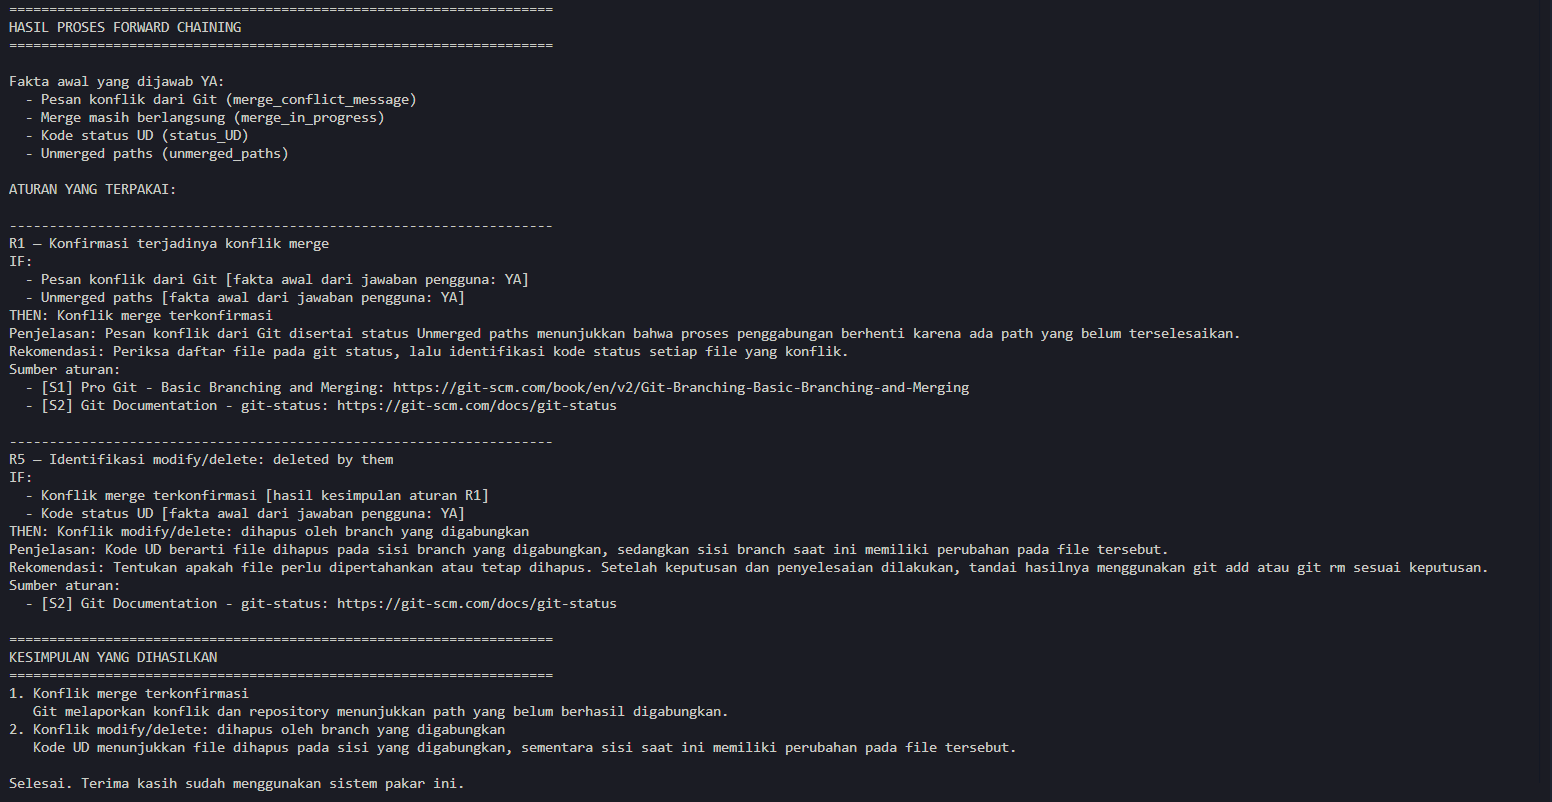 ====================================================================
HASIL PROSES FORWARD CHAINING
====================================================================
Fakta awal yang dijawab YA:
- Pesan konflik dari Git (merge_conflict_message)
- Merge masih berlangsung (merge_in_progress)
- Kode status UD (status_UD)
- Unmerged paths (unmerged_paths)
ATURAN YANG TERPAKAI:
--------------------------------------------------------------------
R1 — Konfirmasi terjadinya konflik merge
IF:
- Pesan konflik dari Git [fakta awal dari jawaban pengguna: YA]
- Unmerged paths [fakta awal dari jawaban pengguna: YA]
THEN: Konflik merge terkonfirmasi
Penjelasan: Pesan konflik dari Git disertai status Unmerged paths menunjukkan bahwa proses penggabungan berhenti karena ada path yang belum terselesaikan.
Rekomendasi: Periksa daftar file pada git status, lalu identifikasi kode status setiap file yang konflik.
Sumber aturan:
- [S1] Pro Git - Basic Branching and Merging: https://git-scm.com/book/en/v2/Git-Branching-Basic-Branching-and-Merging
- [S2] Git Documentation - git-status: https://git-scm.com/docs/git-status
--------------------------------------------------------------------
R5 — Identifikasi modify/delete: deleted by them
IF:
- Konflik merge terkonfirmasi [hasil kesimpulan aturan R1]
- Kode status UD [fakta awal dari jawaban pengguna: YA]
THEN: Konflik modify/delete: dihapus oleh branch yang digabungkan
Penjelasan: Kode UD berarti file dihapus pada sisi branch yang digabungkan, sedangkan sisi branch saat ini memiliki perubahan pada file tersebut.
Rekomendasi: Tentukan apakah file perlu dipertahankan atau tetap dihapus. Setelah keputusan dan penyelesaian dilakukan, tandai hasilnya menggunakan git add atau git rm sesuai keputusan.
Sumber aturan:
- [S2] Git Documentation - git-status: https://git-scm.com/docs/git-status
====================================================================
KESIMPULAN YANG DIHASILKAN
====================================================================
1. Konflik merge terkonfirmasi
Git melaporkan konflik dan repository menunjukkan path yang belum berhasil digabungkan.
2. Konflik modify/delete: dihapus oleh branch yang digabungkan
Kode UD menunjukkan file dihapus pada sisi yang digabungkan, sementara sisi saat ini memiliki perubahan pada file tersebut.
Selesai. Terima kasih sudah menggunakan sistem pakar ini.